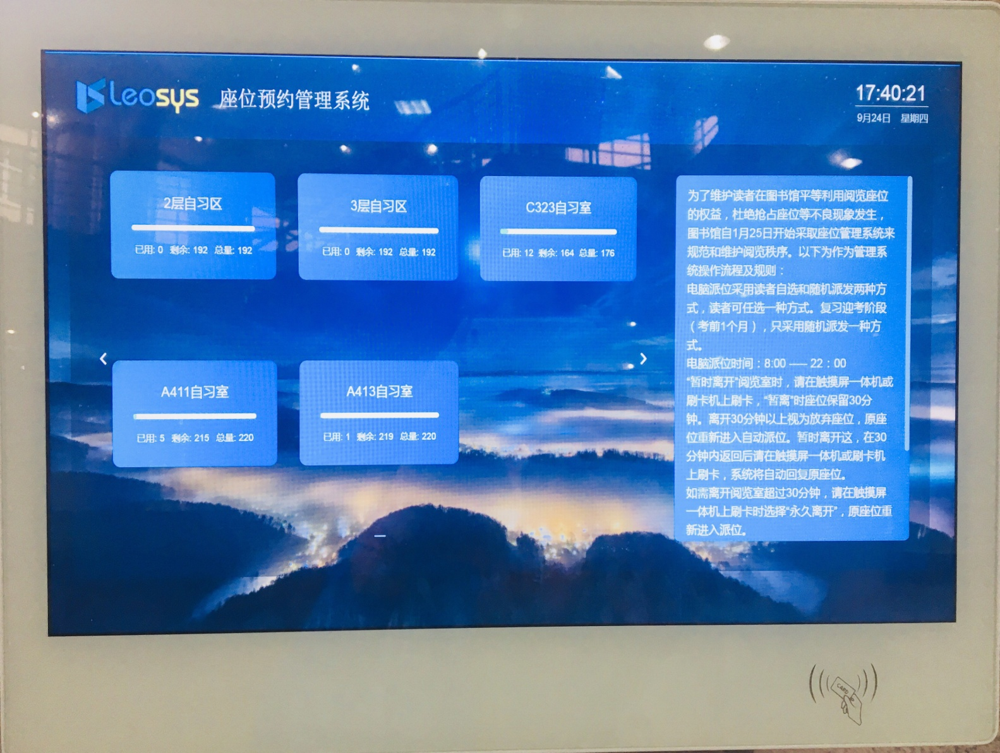 Leosys 座位预约管理系统
17:40:21
9月24日 星期四
2层自习区
已用: 0 剩余: 192 总量: 192
3层自习区
已用: 0 剩余: 192 总量: 192
C323自习室
已用: 12 剩余: 164 总量: 176
A411自习室
已用: 5 剩余: 215 总量: 220
A413自习室
已用: 1 剩余: 219 总量: 220
为了维护读者在图书馆平等利用阅览座位
的权益，杜绝抢占座位等不良现象发生，
图书馆自1月25日开始采取座位管理系统来
规范和维护阅览秩序。以下为作为管理系
统操作流程及规则：
电脑派位采用读者自选和随机派发两种方
式，读者可任选一种方式。复习迎考阶段
（考前1个月），只采用随机派发一种方
式。
电脑派位时间：8:00 —— 22：00
“暂时离开”阅览室时，请在触摸屏一体机或
刷卡机上刷卡，“暂离”时座位保留30分
钟。离开30分钟以上视为放弃座位，原座
位重新进入自动派位。暂时离开这，在30
分钟内返回后请在触摸屏一体机或刷卡机
上刷卡，系统将自动回复原座位。
如需离开阅览室超过30分钟，请在触摸屏
一体机上刷卡时选择“永久离开”，原座位重
新进入派位。
CARD